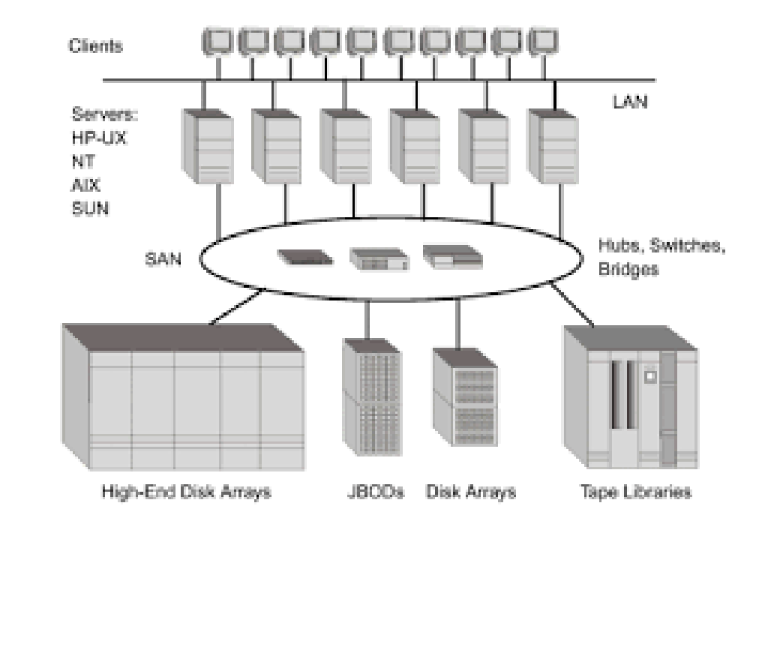 Clients
LAN
Servers:
HP-UX
NT
AIX
SUN
SAN
Hubs, Switches,
Bridges
High-End Disk Arrays
JBODs
Disk Arrays
Tape Libraries